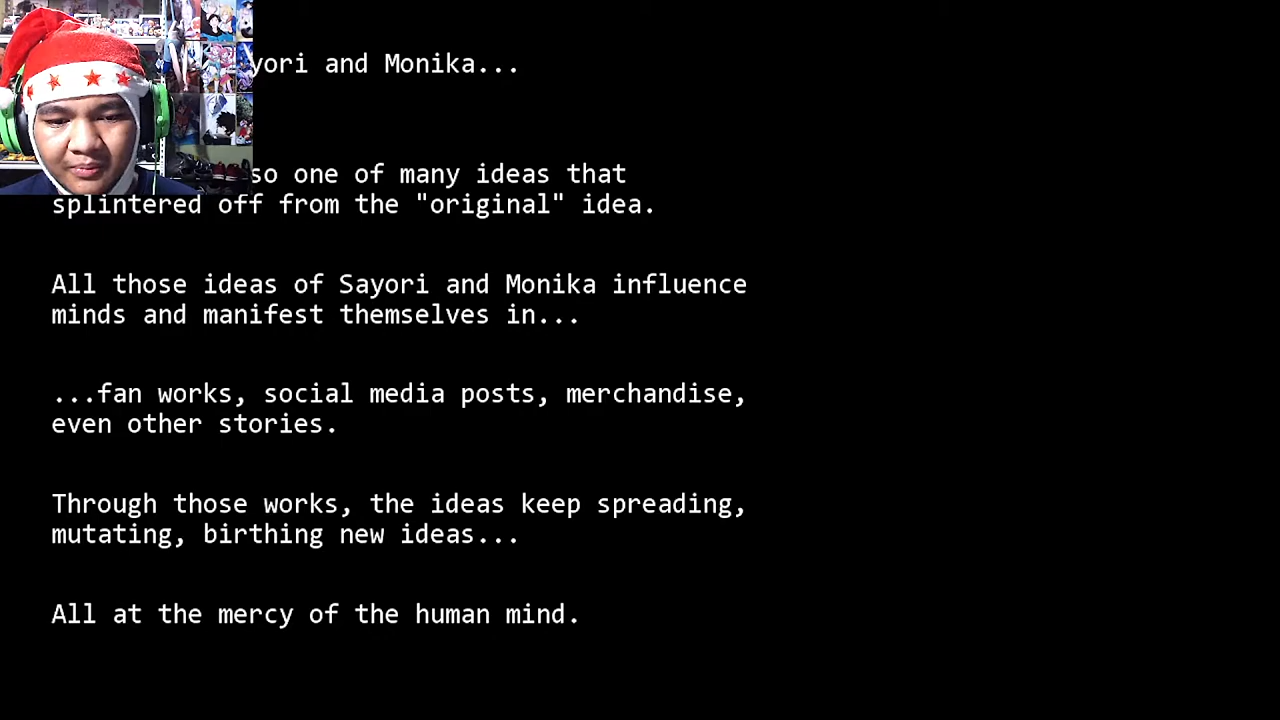 yori and Monika...
so one of many ideas that
splintered off from the "original" idea.
All those ideas of Sayori and Monika influence
minds and manifest themselves in...
...fan works, social media posts, merchandise,
even other stories.
Through those works, the ideas keep spreading,
mutating, birthing new ideas...
All at the mercy of the human mind.